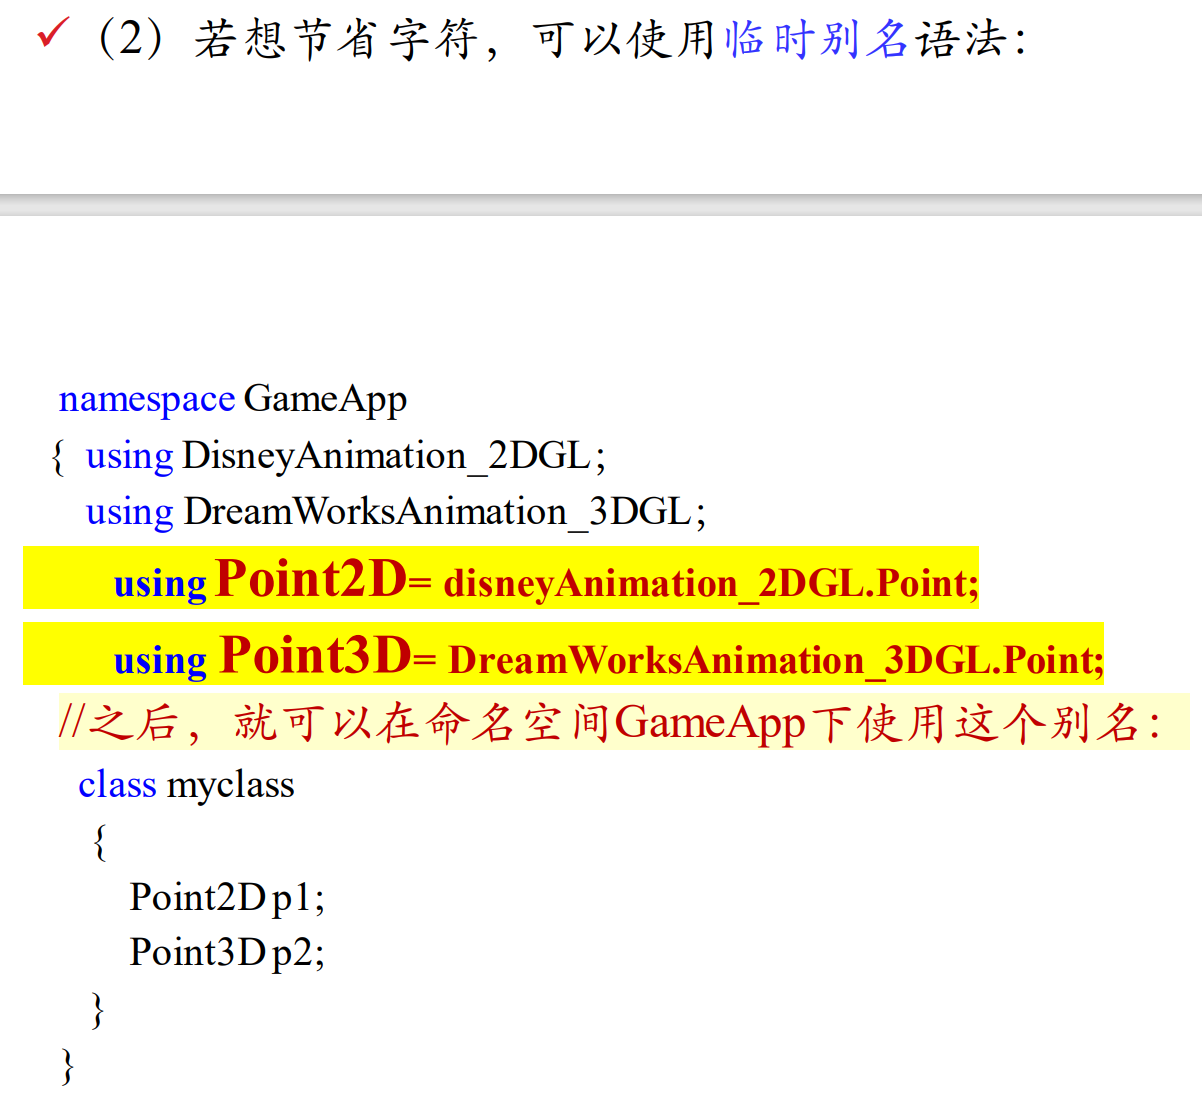 ✓（2）若想节省字符，可以使用临时别名语法：
namespace GameApp
{ using DisneyAnimation_2DGL;
using DreamWorksAnimation_3DGL;
using Point2D= disneyAnimation_2DGL.Point;
using Point3D= DreamWorksAnimation_3DGL.Point;
//之后，就可以在命名空间GameApp下使用这个别名：
class myclass
{
Point2D p1;
Point3D p2;
}
}